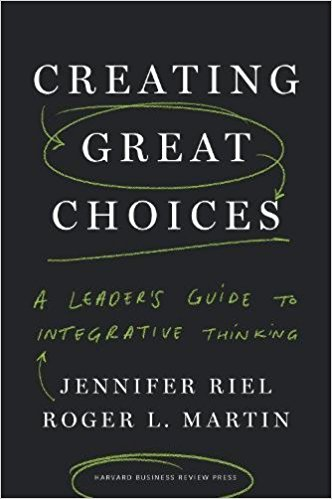 CREATING
GREAT
CHOICES
A LEADER'S GUIDE TO
INTEGRATIVE THINKING
JENNIFER RIEL
ROGER L. MARTIN
HARVARD BUSINESS REVIEW PRESS